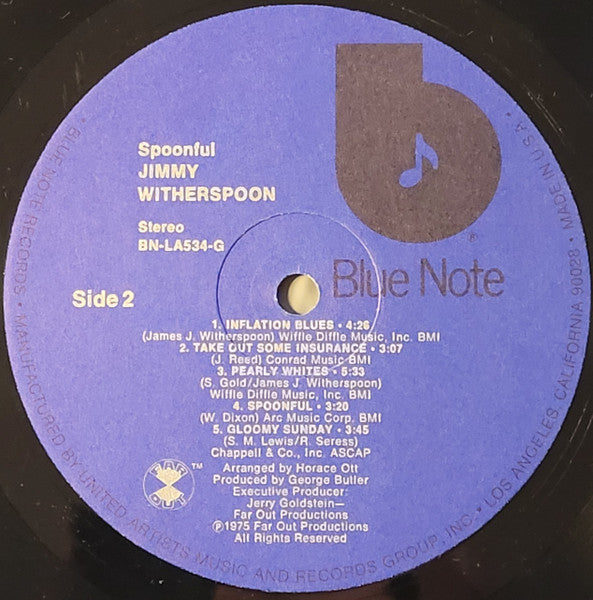 Spoonful
JIMMY
WITHERSPOON
Stereo
BN-LA534-G
b
®
Blue Note
Side 2
1. INFLATION BLUES • 4:26
(James J. Witherspoon) Wiffle Diffle Music, Inc. BMI
2. TAKE OUT SOME INSURANCE • 3:07
(J. Reed) Conrad Music BMI
3. PEARLY WHITES • 5:33
(S. Gold/James J. Witherspoon)
Wiffle Diffle Music, Inc. BMI
4. SPOONFUL • 3:20
(W. Dixon) Arc Music Corp. BMI
5. GLOOMY SUNDAY • 3:45
(S. M. Lewis/R. Seress)
Chappell & Co., Inc. ASCAP
FAR
OUT
™
Arranged by Horace Ott
Produced by George Butler
Executive Producer:
Jerry Goldstein—
Far Out Productions
℗1975 Far Out Productions
All Rights Reserved
BLUE NOTE RECORDS • MANUFACTURED BY UNITED ARTISTS MUSIC AND RECORDS GROUP, INC. • LOS ANGELES, CALIFORNIA 90028 • MADE IN U.S.A.